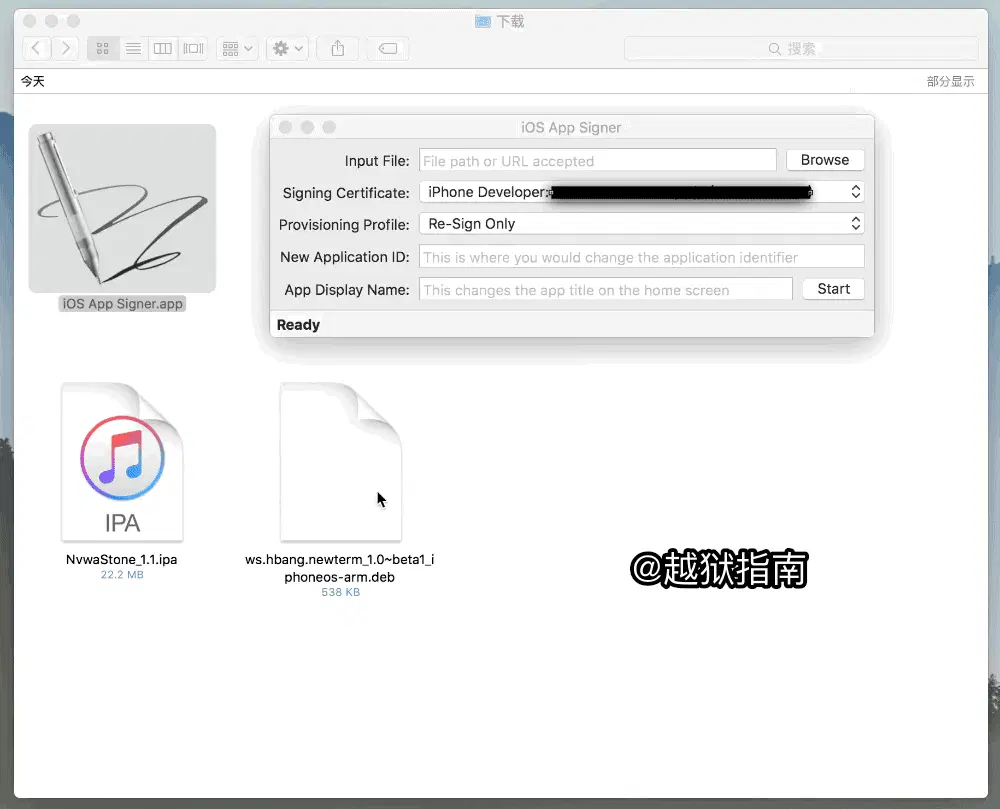 下载
搜索
今天
部分显示
iOS App Signer
Input File: File path or URL accepted Browse
Signing Certificate: iPhone Developer:
Provisioning Profile: Re-Sign Only
New Application ID: This is where you would change the application identifier
App Display Name: This changes the app title on the home screen Start
Ready
iOS App Signer.app
IPA
NvwaStone_1.1.ipa
22.2 MB
ws.hbang.newterm_1.0~beta1_i
phoneos-arm.deb
538 KB
@越狱指南